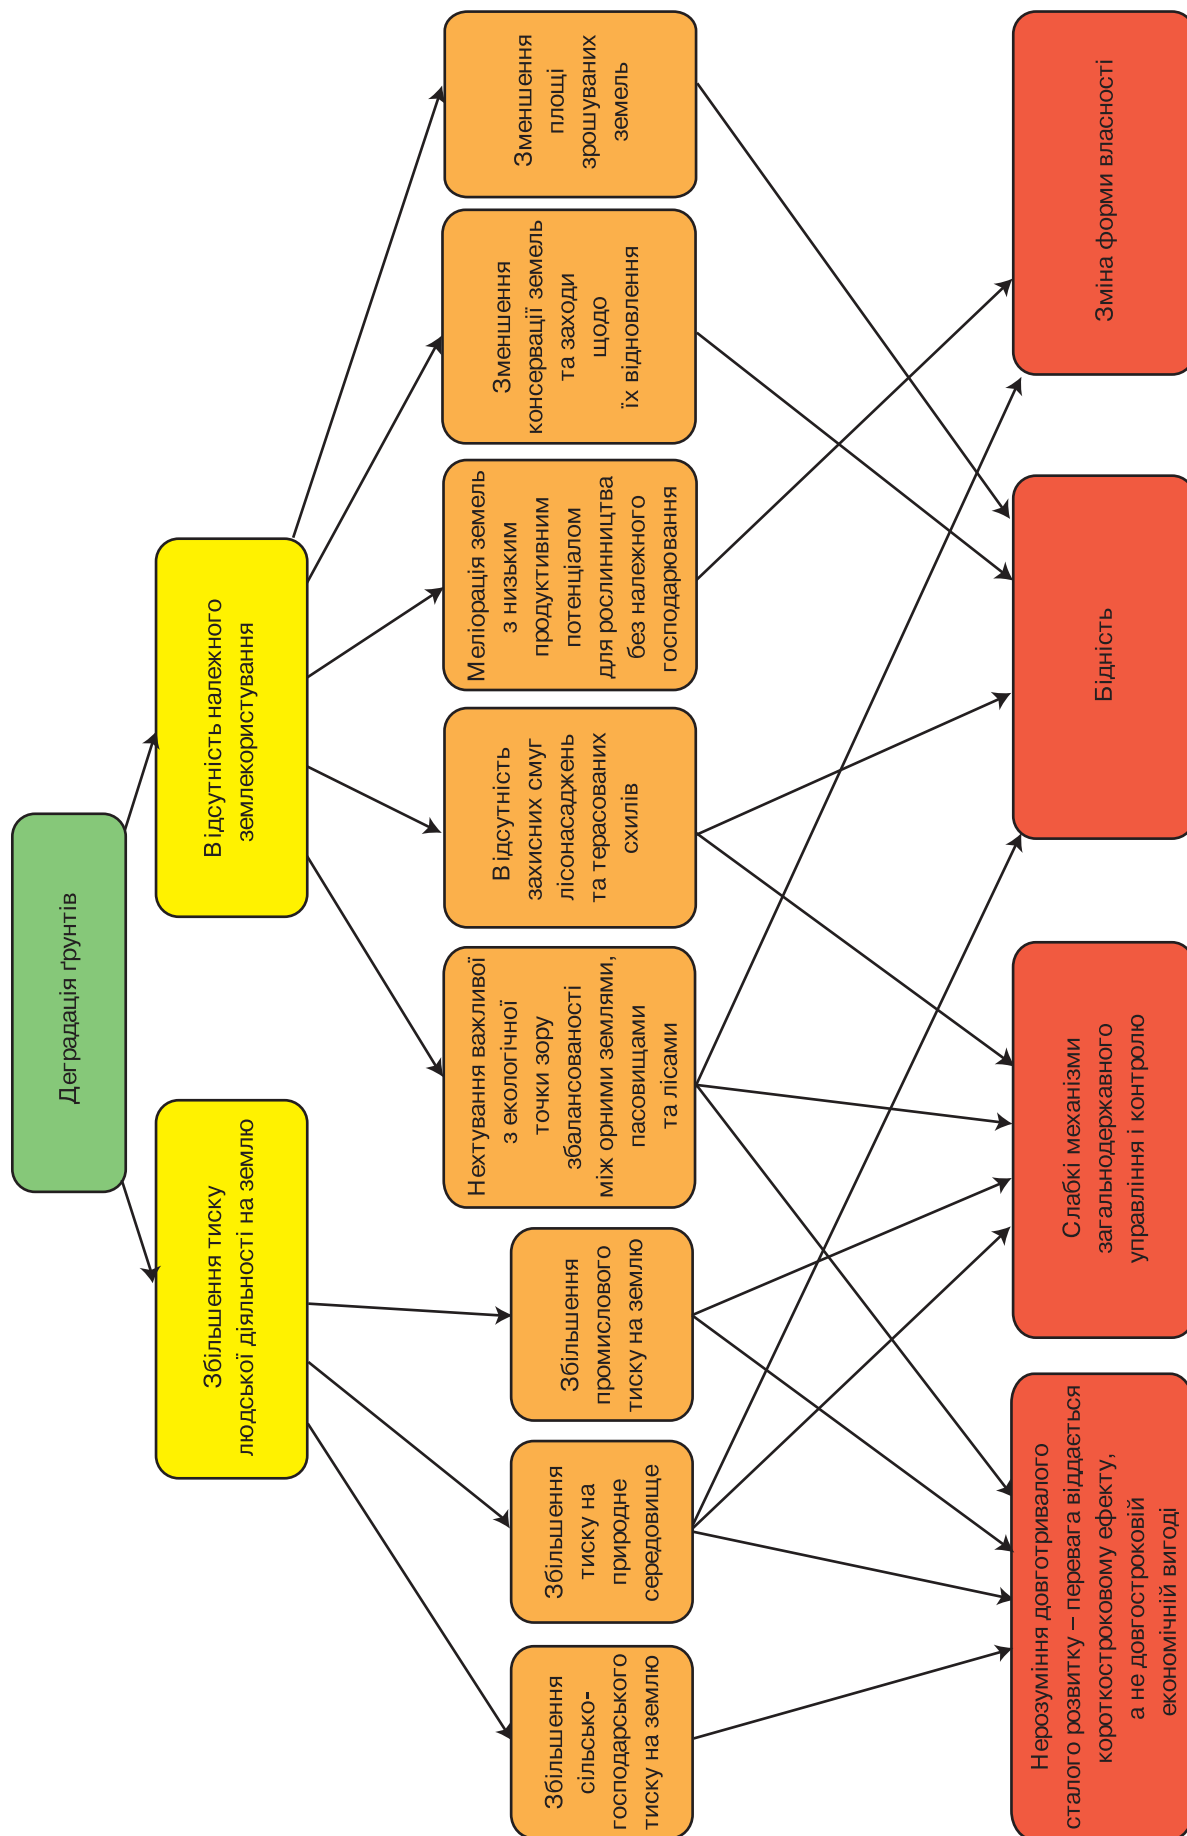 Деградація ґрунтів
Збільшення тиску
людської діяльності на землю
Відсутність належного
землекористування
Збільшення
сільсько-
господарського
тиску на землю
Збільшення
тиску на
природне
середовище
Збільшення
промислового
тиску на землю
Нехтування важливої
з екологічної
точки зору
збалансованості
між орними землями,
пасовищами
та лісами
Відсутність
захисних смуг
лісонасаджень
та терасованих
схилів
Меліорація земель
з низьким
продуктивним
потенціалом
для рослинництва
без належного
господарювання
Зменшення
консервації земель
та заходи
щодо
їх відновлення
Зменшення
площі
зрошуваних
земель
Нерозуміння довготривалого
сталого розвитку – перевага віддається
короткостроковому ефекту,
а не довгостроковій
економічній вигоді
Слабкі механізми
загальнодержавного
управління і контролю
Бідність
Зміна форми власності